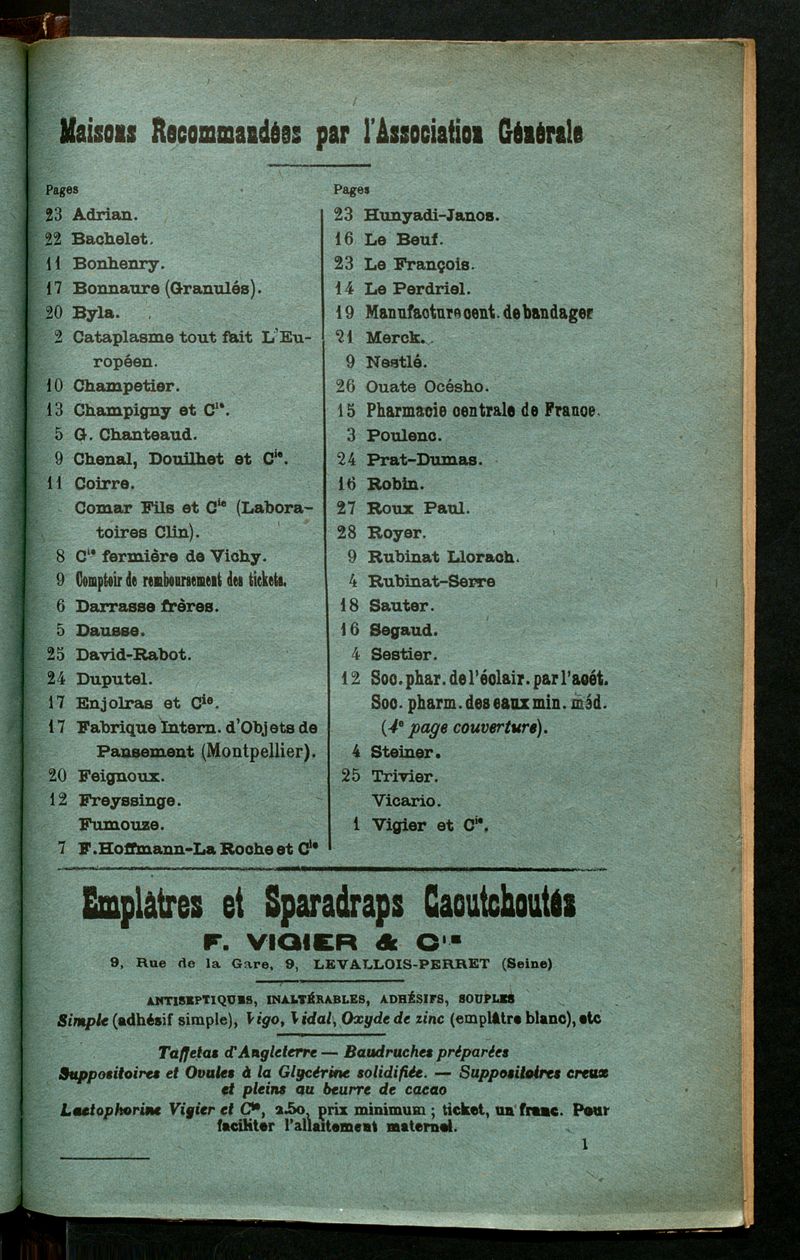 Maisons Recommandées par l'Association Générale
Pages
23 Adrian.
22 Bachelet.
11 Bonhenry.
17 Bonnaure (Granulés).
20 Byla.
2 Cataplasme tout fait L'Eu-
ropéen.
10 Champetier.
13 Champigny et Cie.
5 G. Chanteaud.
9 Chenal, Douilhet et Cie.
11 Coirre.
Comar Fils et Cie (Labora-
toires Clin).
8 Cie fermière de Vichy.
9 Comptoir de remboursement des tickets.
6 Darrasse frères.
5 Dausse.
25 David-Rabot.
24 Duputel.
17 Enjolras et Cie.
17 Fabrique Intern. d'Objets de
Pansement (Montpellier).
20 Feignoux.
12 Freyssinge.
Fumouze.
7 F. Hoffmann-La Roche et Cie
Pages
23 Hunyadi-Janos.
16 Le Beuf.
23 Le François.
14 Le Perdriel.
19 Manufacture cent. de bandages
21 Merck.
9 Nestlé.
26 Ouate Océsho.
15 Pharmacie centrale de France.
3 Poulenc.
24 Prat-Dumas.
16 Robin.
27 Roux Paul.
28 Royer.
9 Rubinat Llorach.
4 Rubinat-Serre
18 Sauter.
16 Segaud.
4 Sestier.
12 Soc. phar. de l'éclair. par l'acét.
Soc. pharm. des eaux min. méd.
(4e page couverture).
4 Steiner.
25 Trivier.
Vicario.
1 Vigier et Cie.
Emplâtres et Sparadraps Caoutchoutés
F. VIGIER & Cie
9, Rue de la Gare, 9, LEVALLOIS-PERRET (Seine)
ANTISEPTIQUES, INALTÉRABLES, ADHÉSIFS, SOUPLES
Simple (adhésif simple), Vigo, Vidal, Oxyde de zinc (emplâtre blanc), etc
Taffetas d'Angleterre — Baudruches préparées
Suppositoires et Ovules à la Glycérine solidifiée. — Suppositoires creux
et pleins au beurre de cacao
Lactophorine Vigier et Cie, 2.50, prix minimum ; ticket, un franc. Pour
faciliter l'allaitement maternel.
1